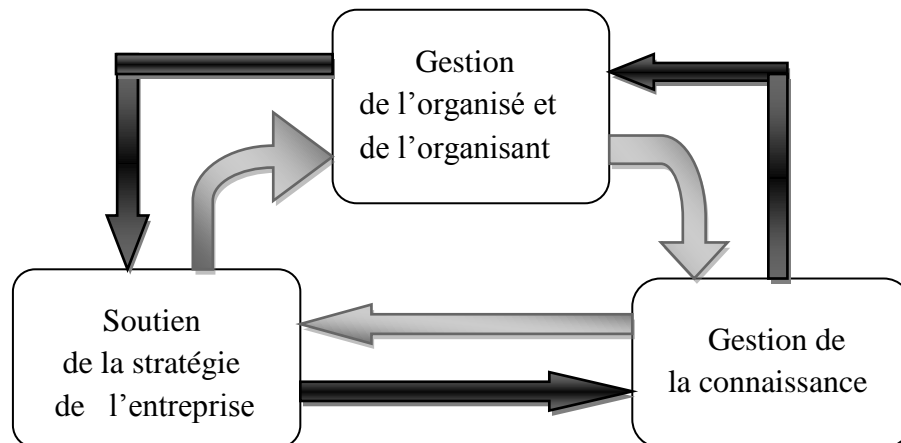 Gestion
de l’organisé et
de l’organisant
Soutien
de la stratégie
de l’entreprise
Gestion de
la connaissance